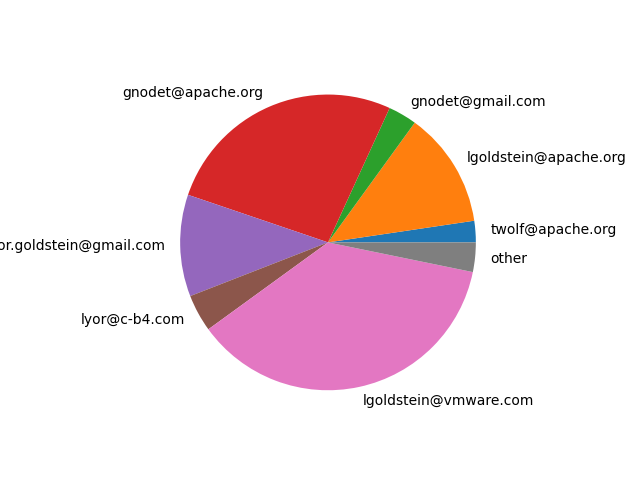 gnodet@apache.org
gnodet@gmail.com
lgoldstein@apache.org
twolf@apache.org
or.goldstein@gmail.com
other
lyor@c-b4.com
lgoldstein@vmware.com